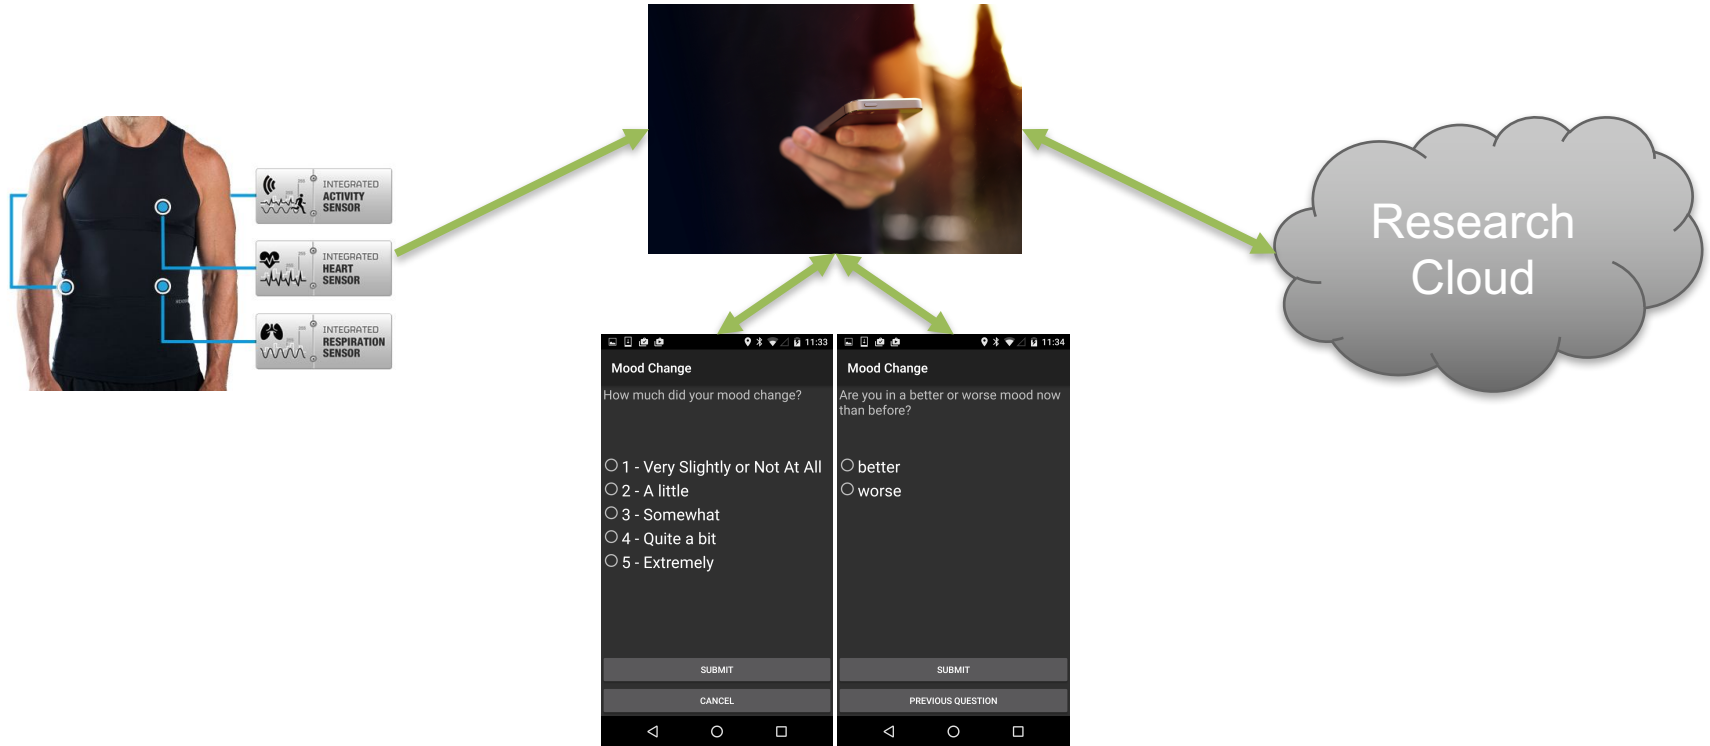 INTEGRATED
ACTIVITY
SENSOR
INTEGRATED
HEART
SENSOR
INTEGRATED
RESPIRATION
SENSOR
11:33
Mood Change
How much did your mood change?
1 - Very Slightly or Not At All
2 - A little
3 - Somewhat
4 - Quite a bit
5 - Extremely
SUBMIT
CANCEL
11:34
Mood Change
Are you in a better or worse mood now
than before?
better
worse
SUBMIT
PREVIOUS QUESTION
Research
Cloud